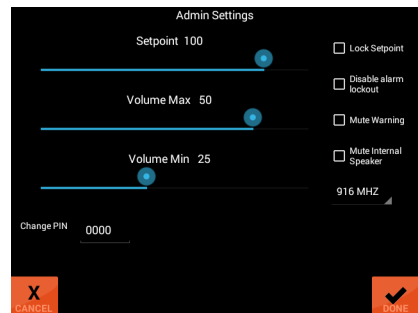 Admin Settings
Setpoint 100
Lock Setpoint
Disable alarm
lockout
Volume Max 50
Mute Warning
Mute Internal
Speaker
Volume Min 25
916 MHZ
Change PIN 0000
X
CANCEL
DONE